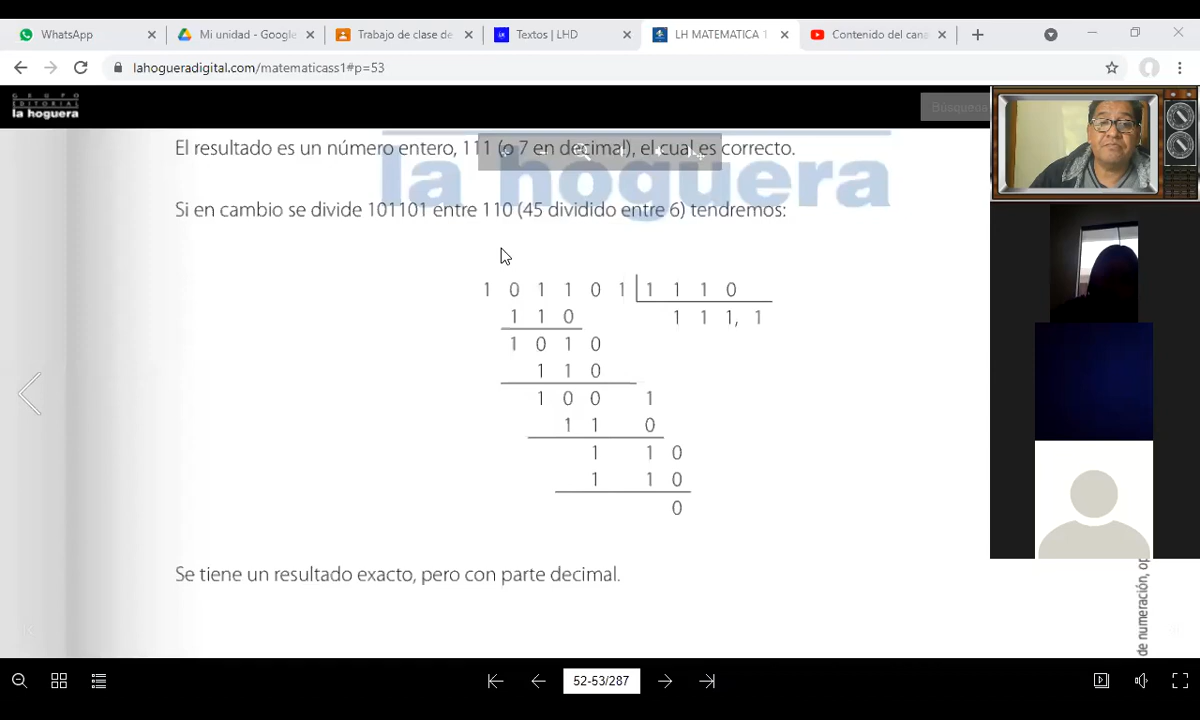 WhatsApp
Mi unidad - Google
Trabajo de clase de
Textos | LHD
LH MATEMATICA 1
Contenido del cana
lahogueradigital.com/matematicass1#p=53
GRUPO
EDITORIAL
la hoguera
Búsqueda
la hoguera
El resultado es un número entero, 111 (o 7 en decimal), el cual es correcto.
Si en cambio se divide 101101 entre 110 (45 dividido entre 6) tendremos:
1 0 1 1 0 1 1 1 1 0
1 1 0 1 1 1, 1
1 0 1 0
1 1 0
1 0 0 1
1 1 0
1 1 0
1 1 0
0
Se tiene un resultado exacto, pero con parte decimal.
de numeración, op
52-53/287